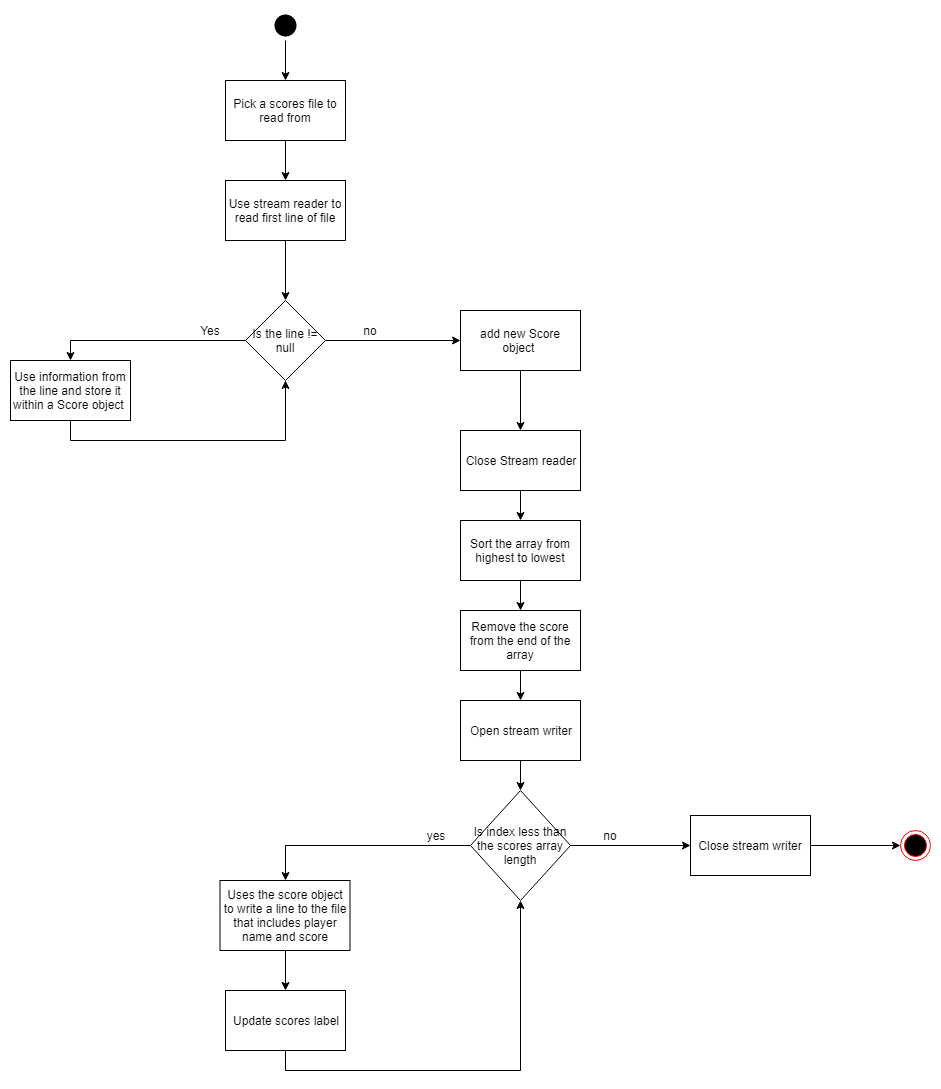 Pick a scores file to
read from
Use stream reader to
read first line of file
Is the line !=
null
Yes
no
Use information from
the line and store it
within a Score object
add new Score
object
Close Stream reader
Sort the array from
highest to lowest
Remove the score
from the end of the
array
Open stream writer
Is index less than
the scores array
length
yes
no
Close stream writer
Uses the score object
to write a line to the file
that includes player
name and score
Update scores label